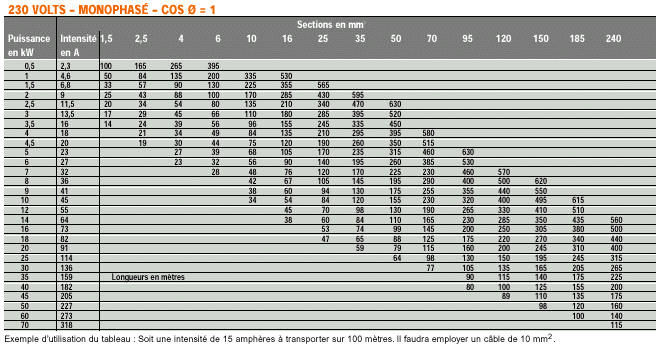 230 VOLTS – MONOPHASÉ – COS Ø = 1
Sections en mm²
Puissance Intensité 1,5 2,5 4 6 10 16 25 35 50 70 95 120 150 185 240
en kW en A
0,5 2,3 100 165 265 395
1 4,6 50 84 135 200 335 530
1,5 6,8 33 57 90 130 225 355 565
2 9 25 43 88 100 170 285 430 595
2,5 11,5 20 34 54 80 135 210 340 470 630
3 13,5 17 29 45 66 110 180 285 395 520
3,5 16 14 24 39 56 96 155 245 335 450
4 18 21 34 49 84 135 210 295 395 580
4,5 20 19 30 44 75 120 190 260 350 515
5 23 27 39 68 105 170 235 315 460 630
6 27 23 32 56 90 140 195 260 385 530
7 32 28 48 76 120 170 225 230 460 570
8 36 42 67 105 145 195 290 400 500 620
9 41 38 60 94 130 175 255 355 440 550
10 45 34 54 84 120 155 230 320 400 495 615
12 55 45 70 98 130 190 265 330 410 510
14 64 38 60 84 110 165 230 285 350 435 560
16 73 53 74 99 145 200 250 305 380 500
18 82 47 65 88 125 175 220 270 340 440
20 91 59 79 115 160 200 245 310 400
25 114 64 98 130 150 195 245 315
30 136 77 105 135 165 205 265
35 159 Longueurs en mètres 90 115 140 175 225
40 182 80 100 125 155 200
45 205 89 110 135 175
50 227 98 120 160
60 273 100 140
70 318 115
Exemple d'utilisation du tableau : Soit une intensité de 15 amphères à transporter sur 100 mètres. Il faudra employer un câble de 10 mm².